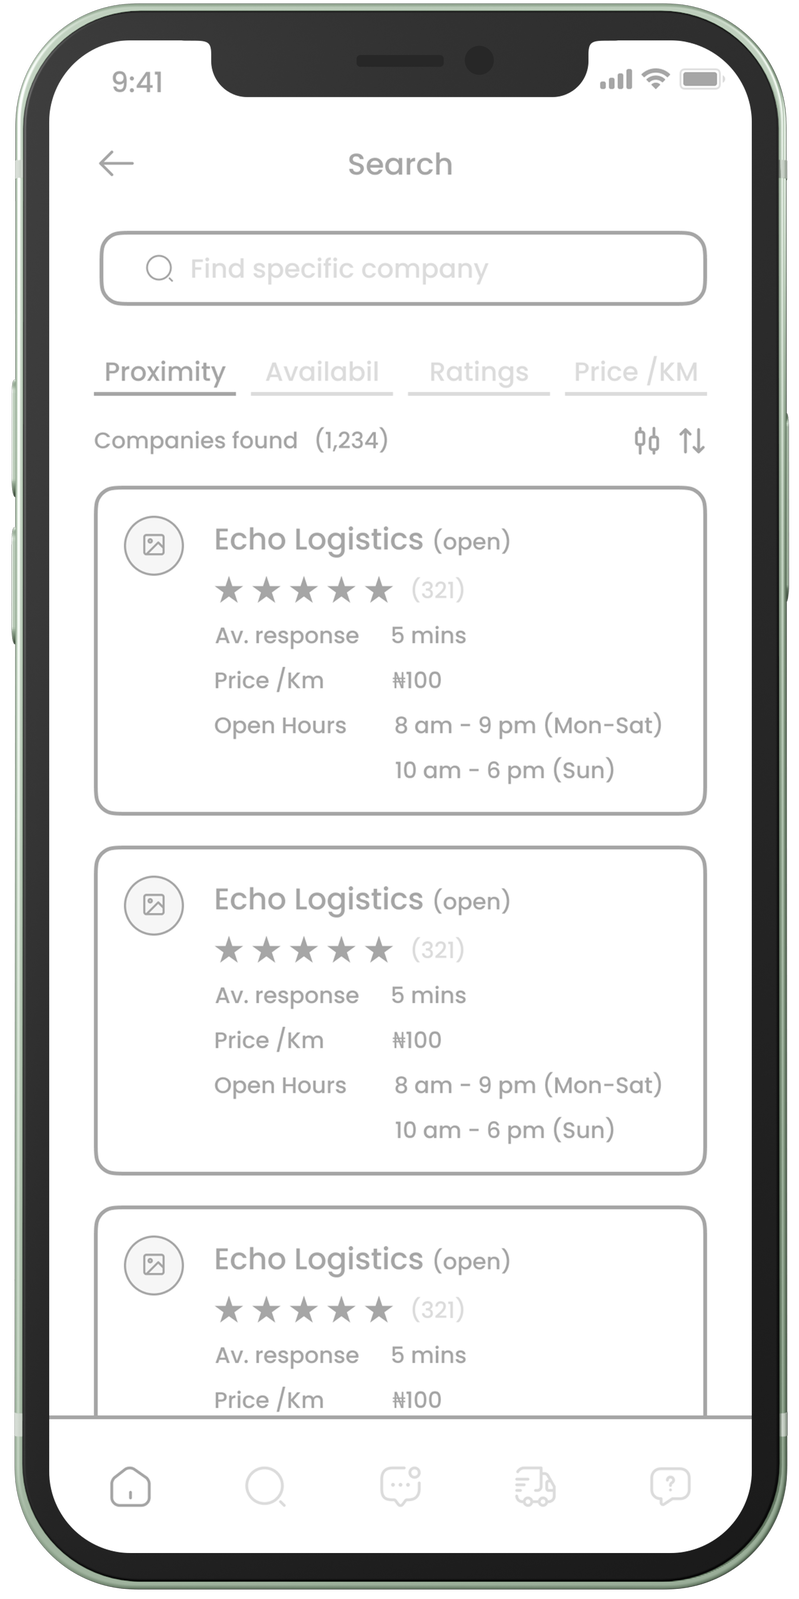 9:41
Search
Find specific company
Proximity Availabil Ratings Price /KM
Companies found (1,234)
Echo Logistics (open)
(321)
Av. response 5 mins
Price /Km ₦100
Open Hours 8 am - 9 pm (Mon-Sat)
10 am - 6 pm (Sun)
Echo Logistics (open)
(321)
Av. response 5 mins
Price /Km ₦100
Open Hours 8 am - 9 pm (Mon-Sat)
10 am - 6 pm (Sun)
Echo Logistics (open)
(321)
Av. response 5 mins
Price /Km ₦100
?